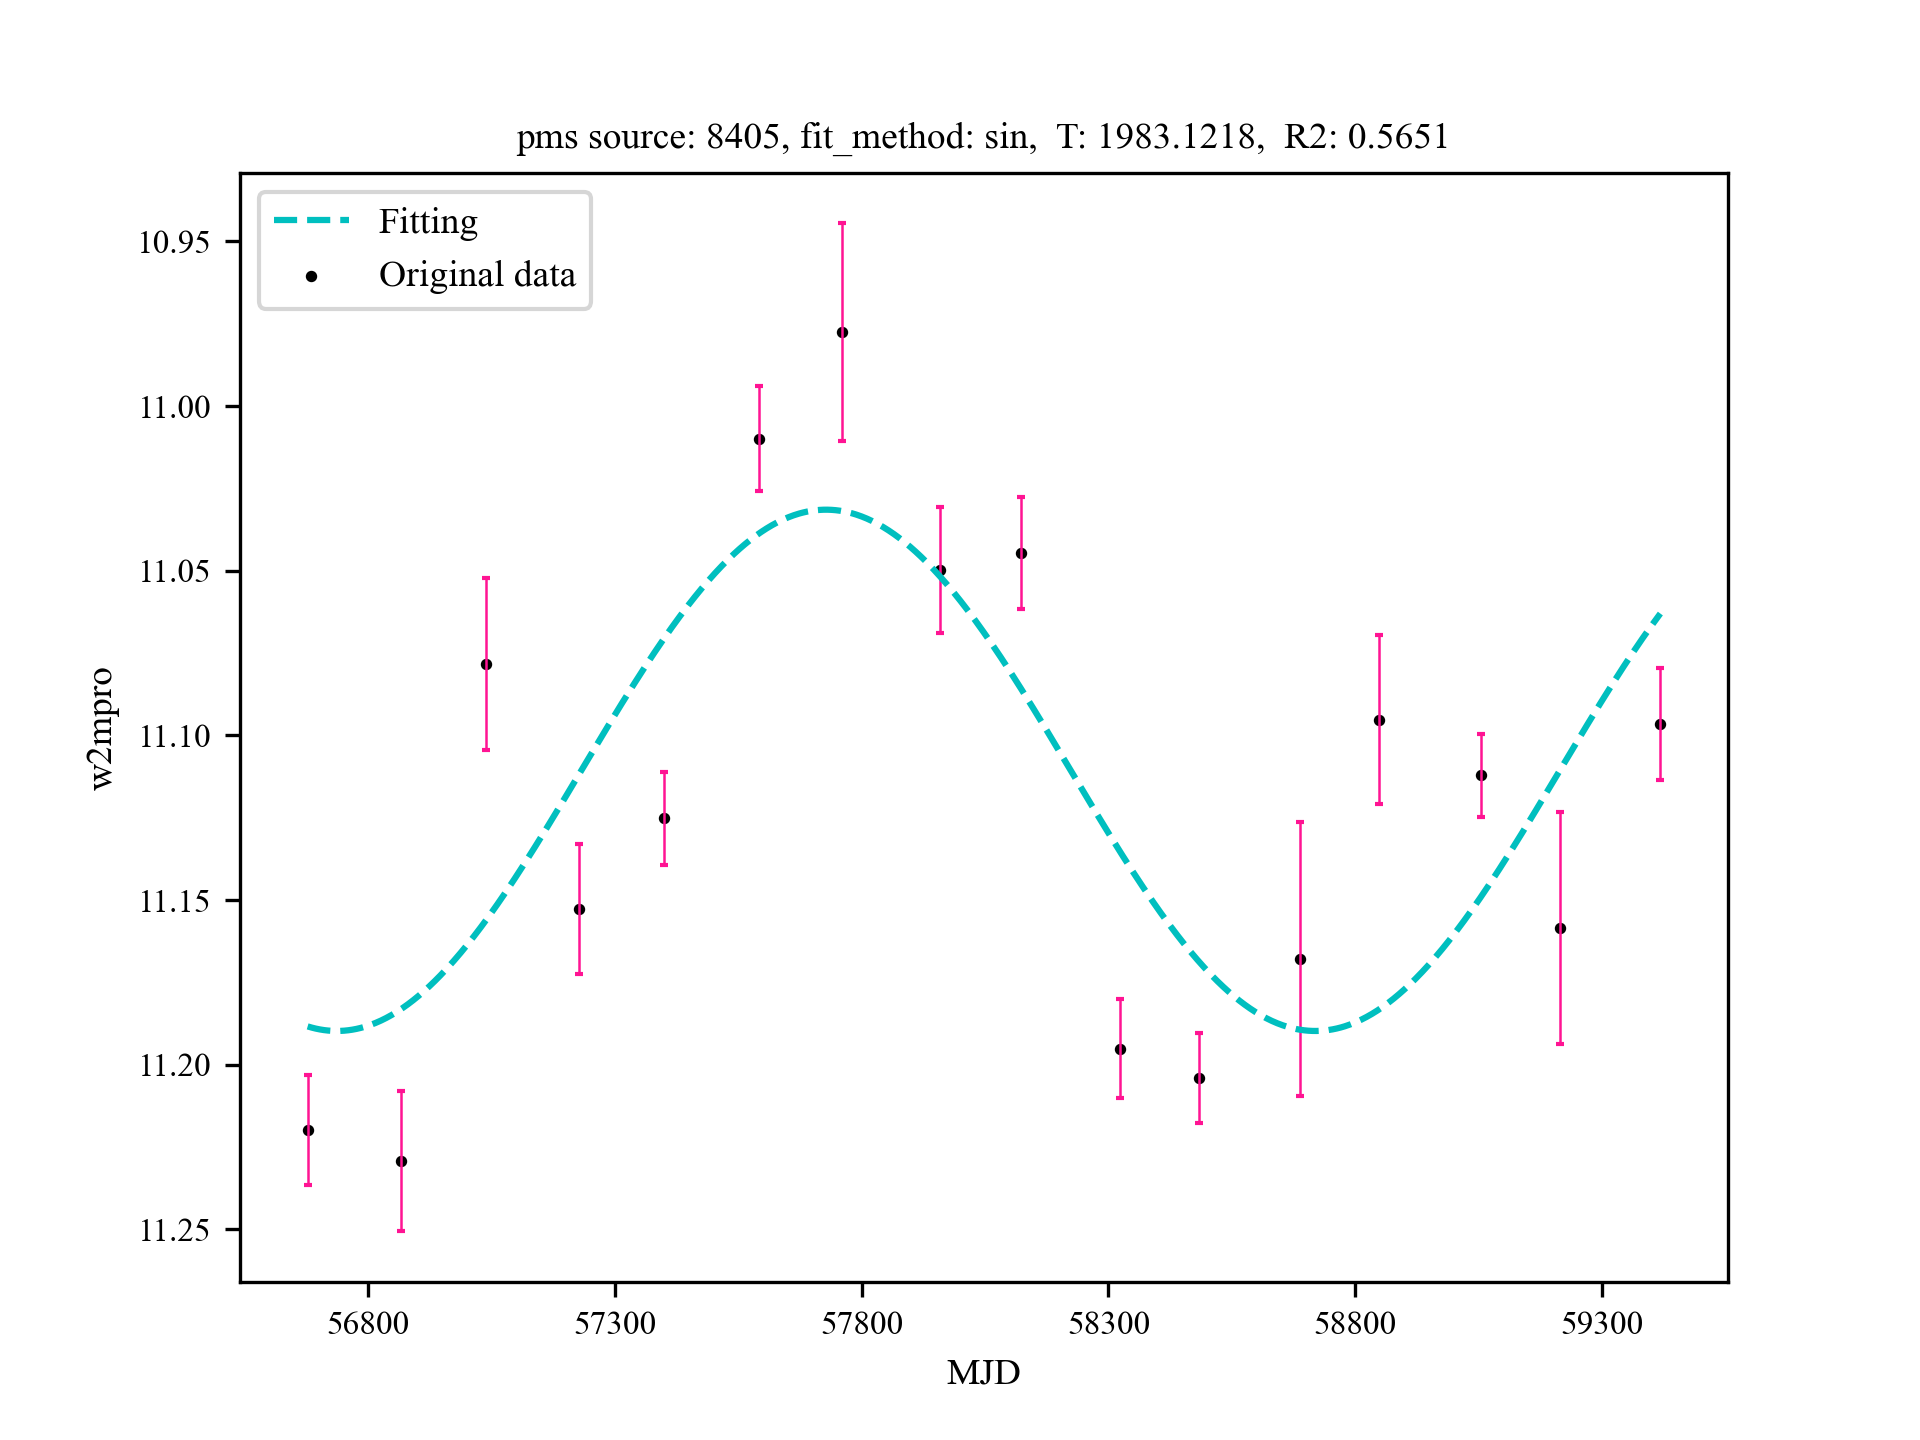 pms source: 8405, fit_method: sin,  T: 1983.1218,  R2: 0.5651
Fitting
Original data
10.95
11.00
11.05
11.10
11.15
11.20
11.25
w2mpro
56800 57300 57800 58300 58800 59300
MJD